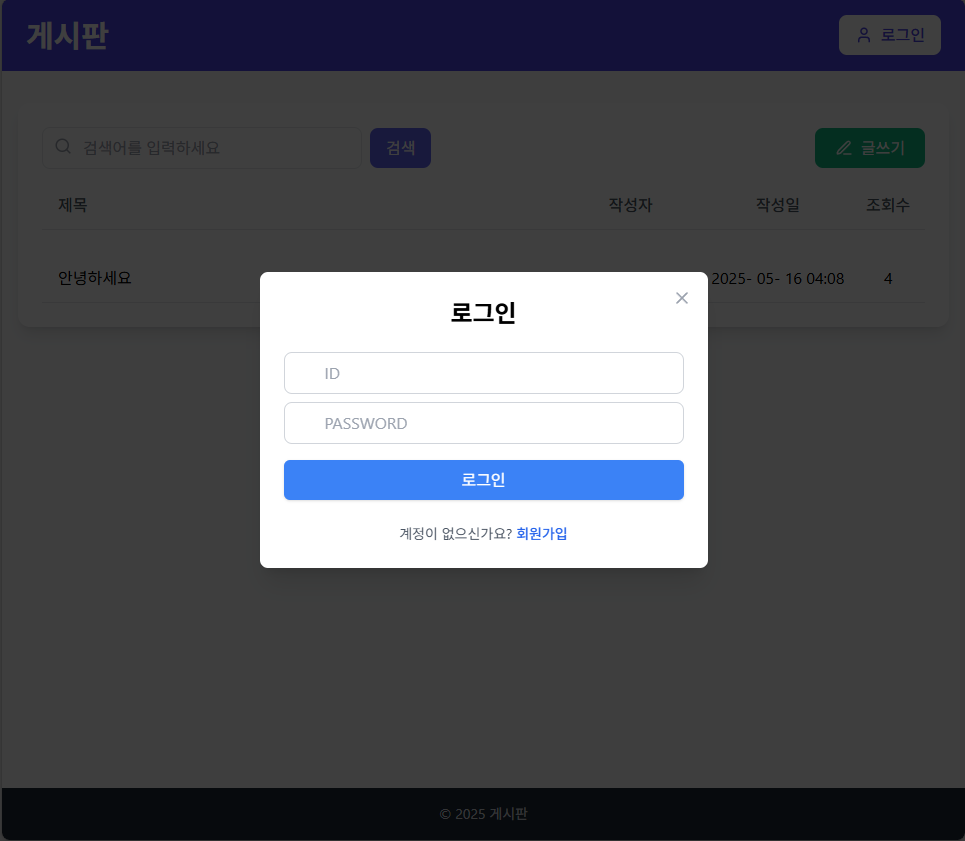 게시판
로그인
검색어를 입력하세요
검색
글쓰기
제목 작성자 작성일 조회수
안녕하세요 2025- 05- 16 04:08 4
로그인
ID
PASSWORD
로그인
계정이 없으신가요? 회원가입
© 2025 게시판